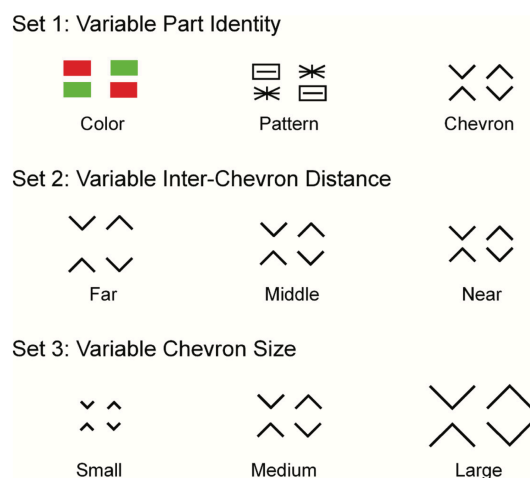 Set 1: Variable Part Identity
Color Pattern Chevron
Set 2: Variable Inter-Chevron Distance
Far Middle Near
Set 3: Variable Chevron Size
Small Medium Large